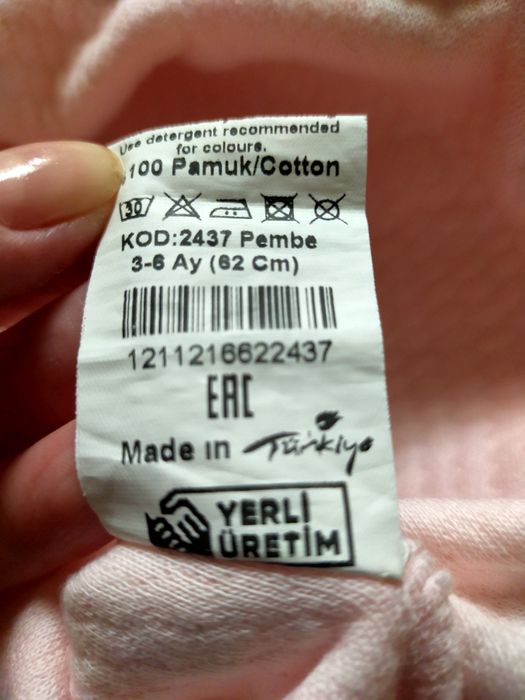 Use detergent recommended
for colours.
100 Pamuk/Cotton
30
KOD:2437 Pembe
3-6 Ay (62 Cm)
1211216622437
EAC
Made in Türkiye
YERLİ
ÜRETİM